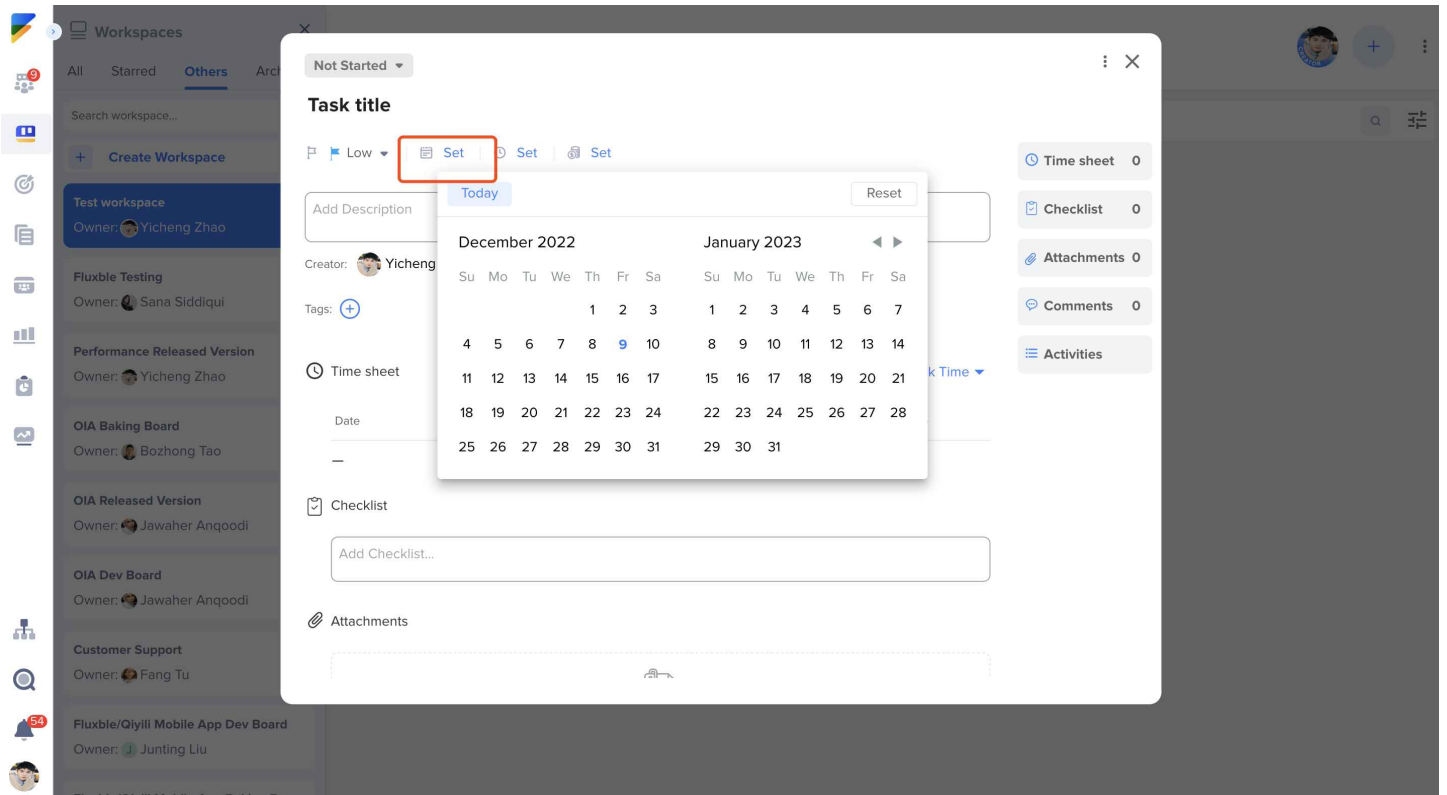 Workspaces
9
All Starred Others Arch
Search workspace...
+ Create Workspace
Test workspace
Owner: Yicheng Zhao
Fluxble Testing
Owner: Sana Siddiqui
Performance Released Version
Owner: Yicheng Zhao
OIA Baking Board
Owner: Bozhong Tao
OIA Released Version
Owner: Jawaher Anqoodi
OIA Dev Board
Owner: Jawaher Anqoodi
Customer Support
Owner: Fang Tu
54
Fluxble/Qiyili Mobile App Dev Board
Owner: J Junting Liu
Not Started
Task title
Low Set Set Set
Add Description
Creator: Yicheng
Tags:
Time sheet
k Time
Date
—
Checklist
Add Checklist...
Attachments
Today Reset
December 2022
Su Mo Tu We Th Fr Sa
1 2 3
4 5 6 7 8 9 10
11 12 13 14 15 16 17
18 19 20 21 22 23 24
25 26 27 28 29 30 31
January 2023
Su Mo Tu We Th Fr Sa
1 2 3 4 5 6 7
8 9 10 11 12 13 14
15 16 17 18 19 20 21
22 23 24 25 26 27 28
29 30 31
Time sheet 0
Checklist 0
Attachments 0
Comments 0
Activities
CREATOR